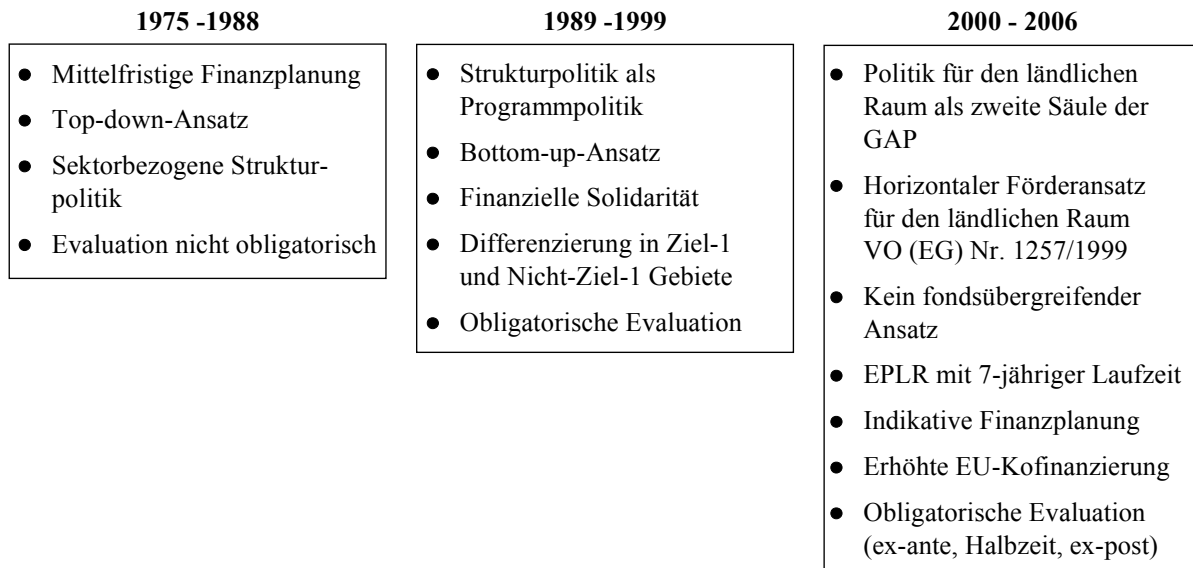 1975 -1988
Mittelfristige Finanzplanung
Top-down-Ansatz
Sektorbezogene Struktur-
politik
Evaluation nicht obligatorisch
1989 -1999
Strukturpolitik als
Programmpolitik
Bottom-up-Ansatz
Finanzielle Solidarität
Differenzierung in Ziel-1
und Nicht-Ziel-1 Gebiete
Obligatorische Evaluation
2000 - 2006
Politik für den ländlichen
Raum als zweite Säule der
GAP
Horizontaler Förderansatz
für den ländlichen Raum
VO (EG) Nr. 1257/1999
Kein fondsübergreifender
Ansatz
EPLR mit 7-jähriger Laufzeit
Indikative Finanzplanung
Erhöhte EU-Kofinanzierung
Obligatorische Evaluation
(ex-ante, Halbzeit, ex-post)